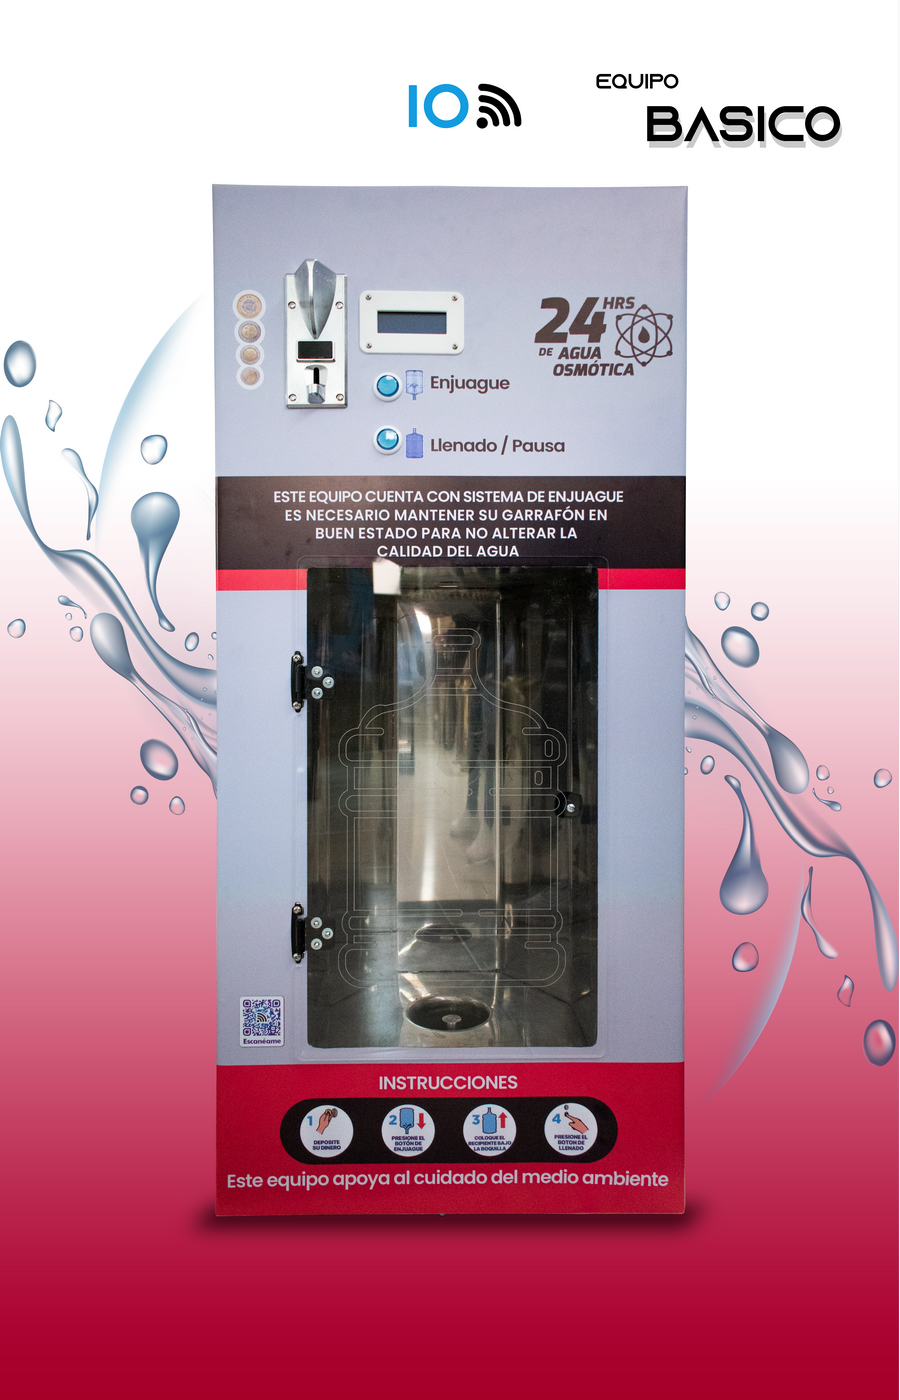 IO
EQUIPO
BASICO
24 HRS
DE AGUA
OSMÓTICA
Enjuague
Llenado / Pausa
ESTE EQUIPO CUENTA CON SISTEMA DE ENJUAGUE
ES NECESARIO MANTENER SU GARRAFÓN EN
BUEN ESTADO PARA NO ALTERAR LA
CALIDAD DEL AGUA
Escanéame
INSTRUCCIONES
1
DEPOSITE
SU DINERO
2
PRESIONE EL
BOTÓN DE
ENJUAGUE
3
COLOQUE EL
RECIPIENTE BAJO
LA BOQUILLA
4
PRESIONE EL
BOTON DE
LLENADO
Este equipo apoya al cuidado del medio ambiente